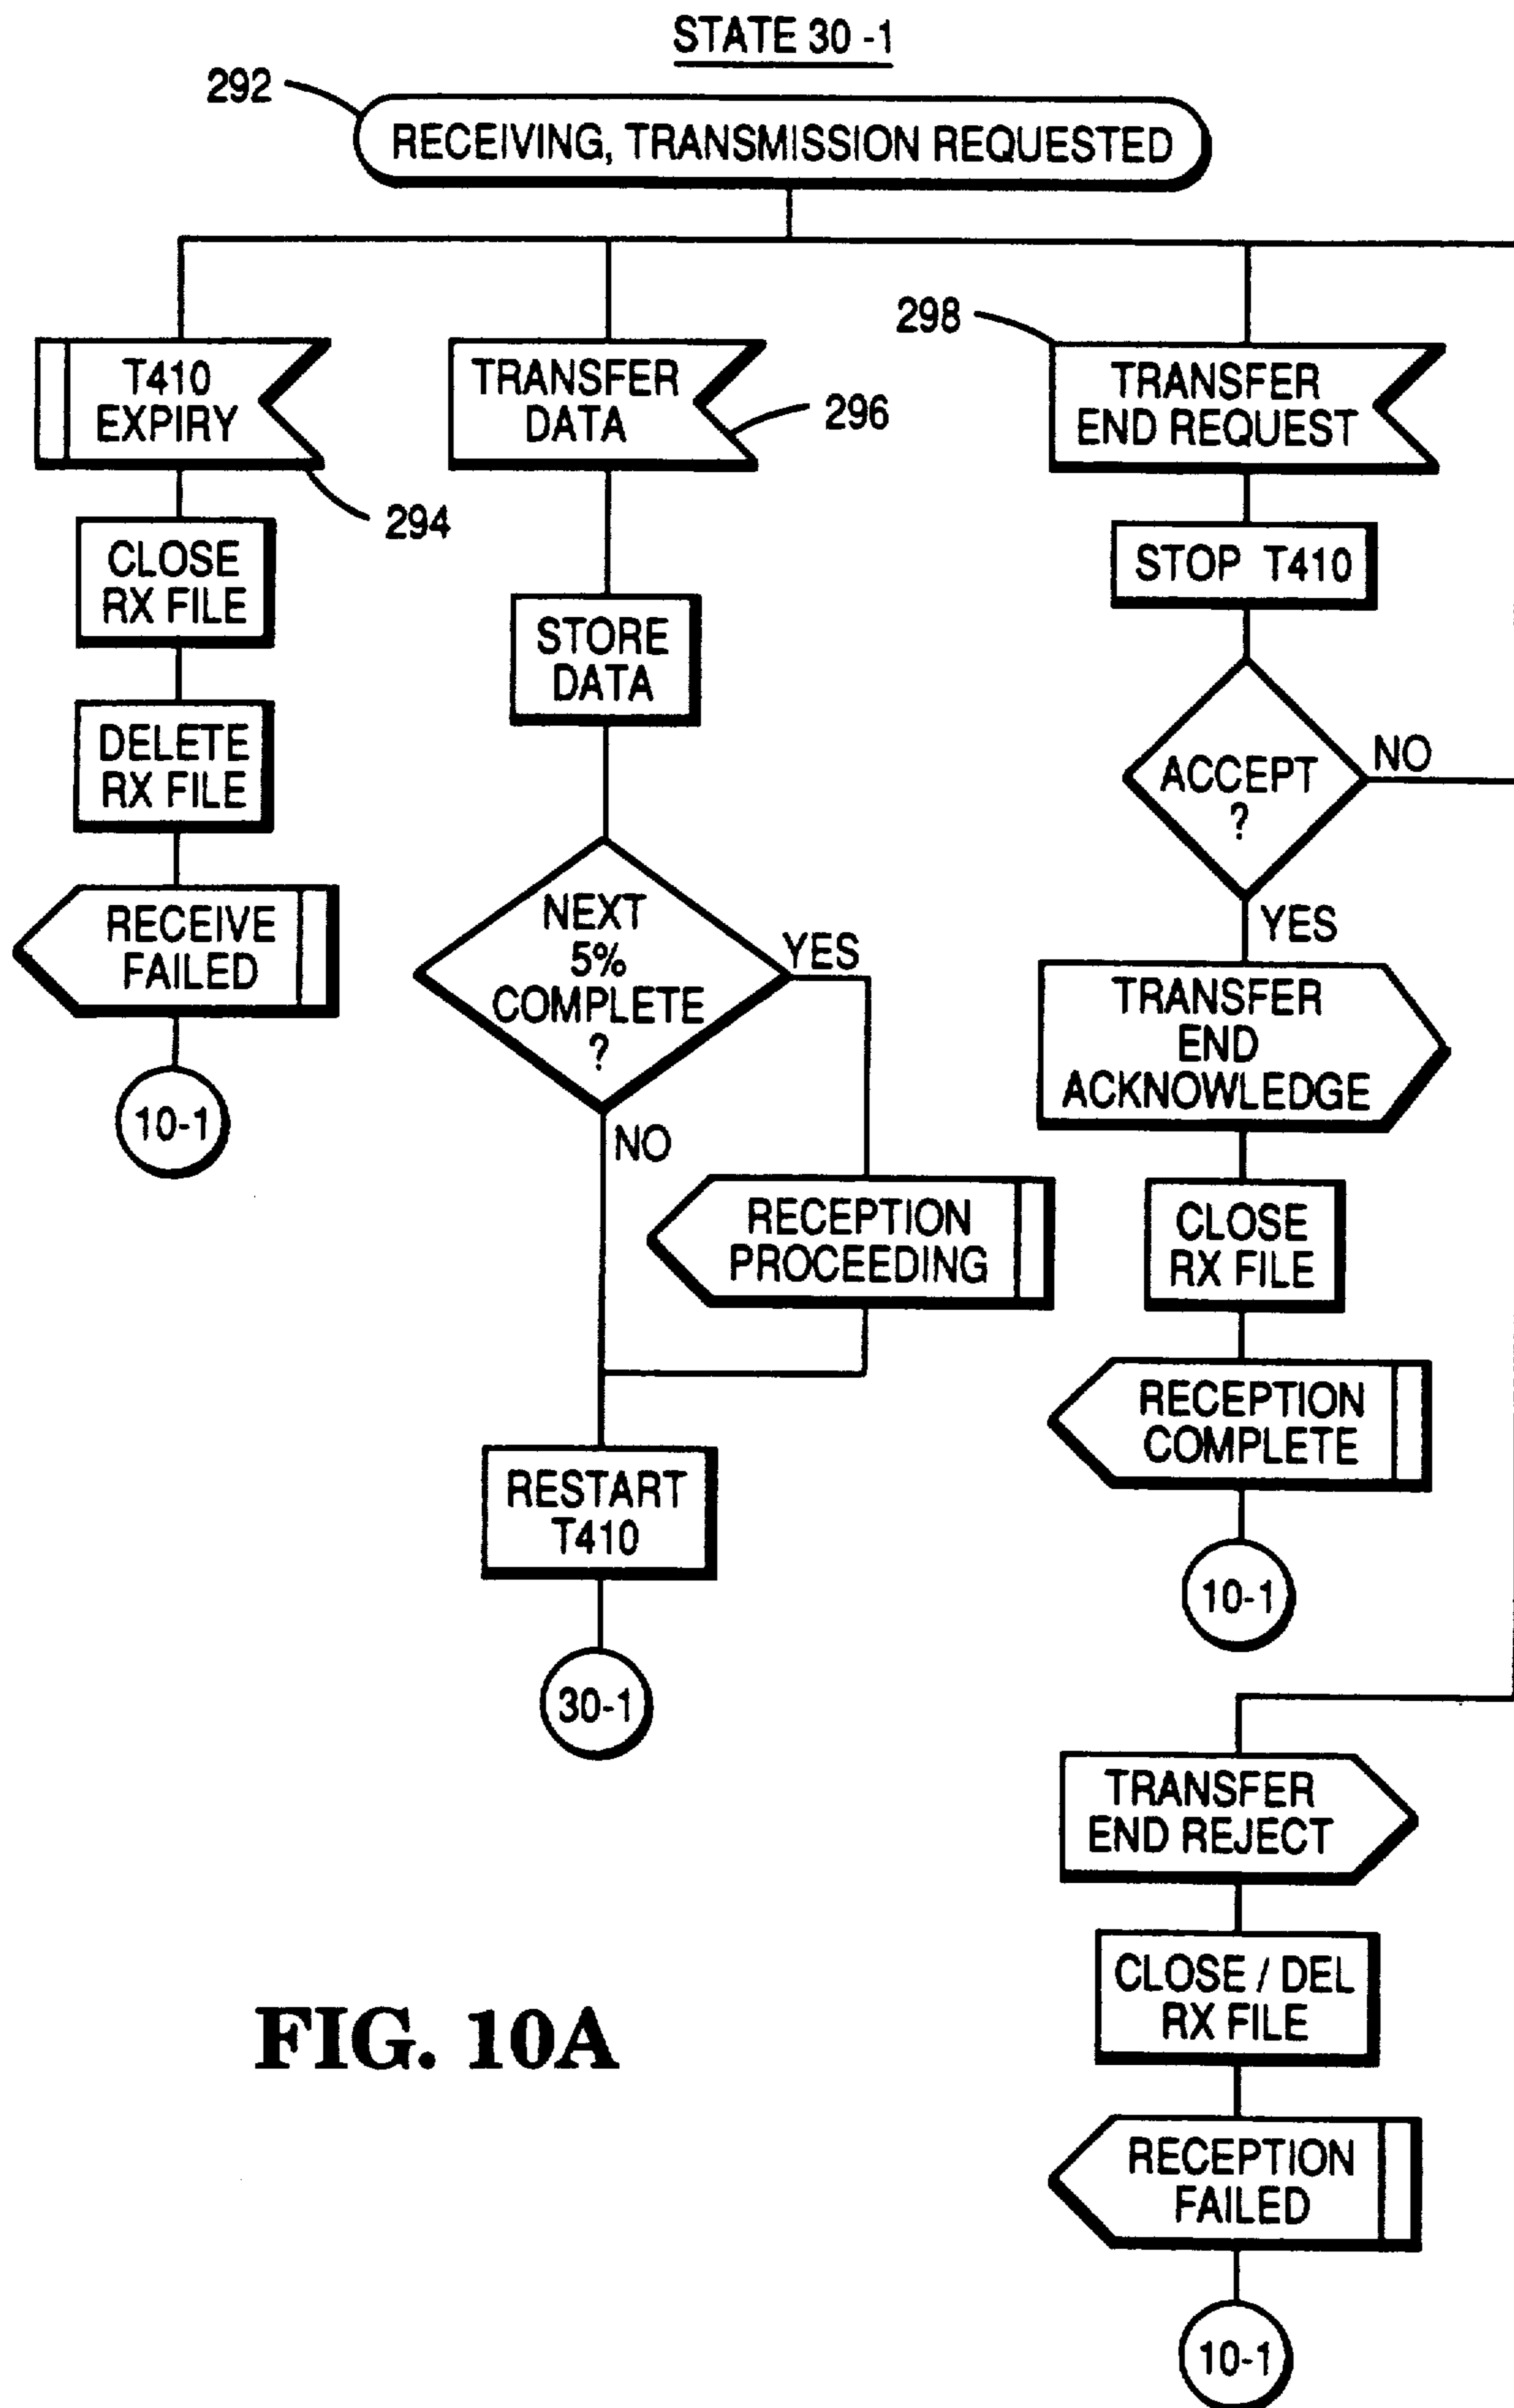 STATE 30-1
292
RECEIVING, TRANSMISSION REQUESTED
T410
EXPIRY
294
CLOSE
RX FILE
DELETE
RX FILE
RECEIVE
FAILED
10-1
TRANSFER
DATA
296
STORE
DATA
NEXT
5%
COMPLETE
?
YES
NO
RECEPTION
PROCEEDING
RESTART
T410
30-1
298
TRANSFER
END REQUEST
STOP T410
ACCEPT
?
NO
YES
TRANSFER
END
ACKNOWLEDGE
CLOSE
RX FILE
RECEPTION
COMPLETE
10-1
TRANSFER
END REJECT
CLOSE / DEL
RX FILE
RECEPTION
FAILED
10-1
FIG. 10A